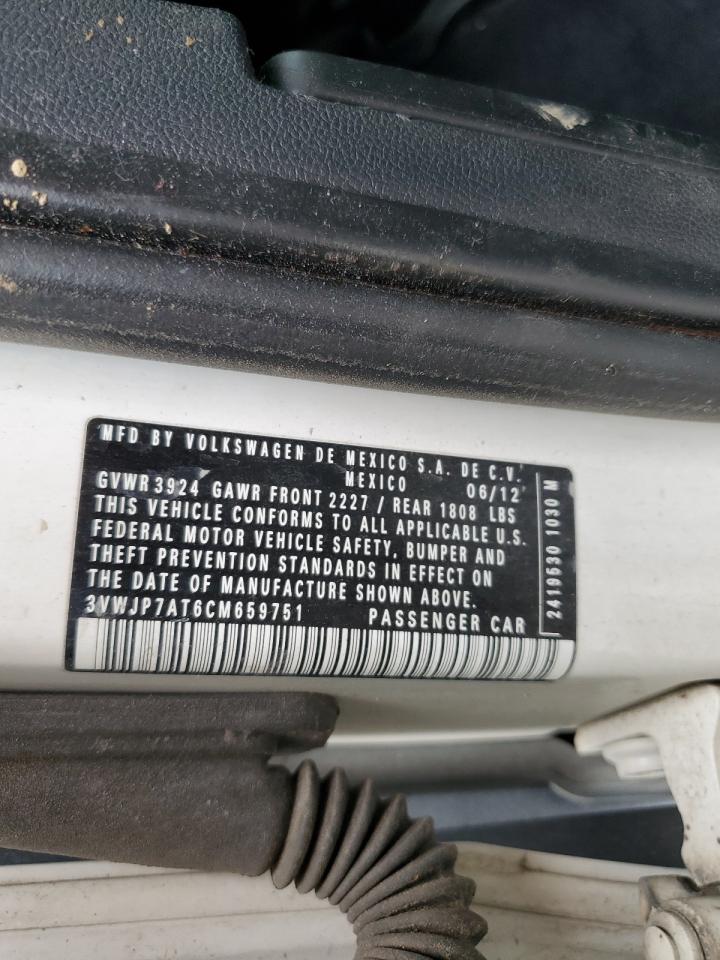 MFD BY VOLKSWAGEN DE MEXICO S.A. DE C.V.
MEXICO 06/12
GVWR 3924 GAWR FRONT 2227 / REAR 1808 LBS
THIS VEHICLE CONFORMS TO ALL APPLICABLE U.S.
FEDERAL MOTOR VEHICLE SAFETY, BUMPER AND
THEFT PREVENTION STANDARDS IN EFFECT ON
THE DATE OF MANUFACTURE SHOWN ABOVE.
3VWJP7AT6CM659751 PASSENGER CAR
2419530 1030 M